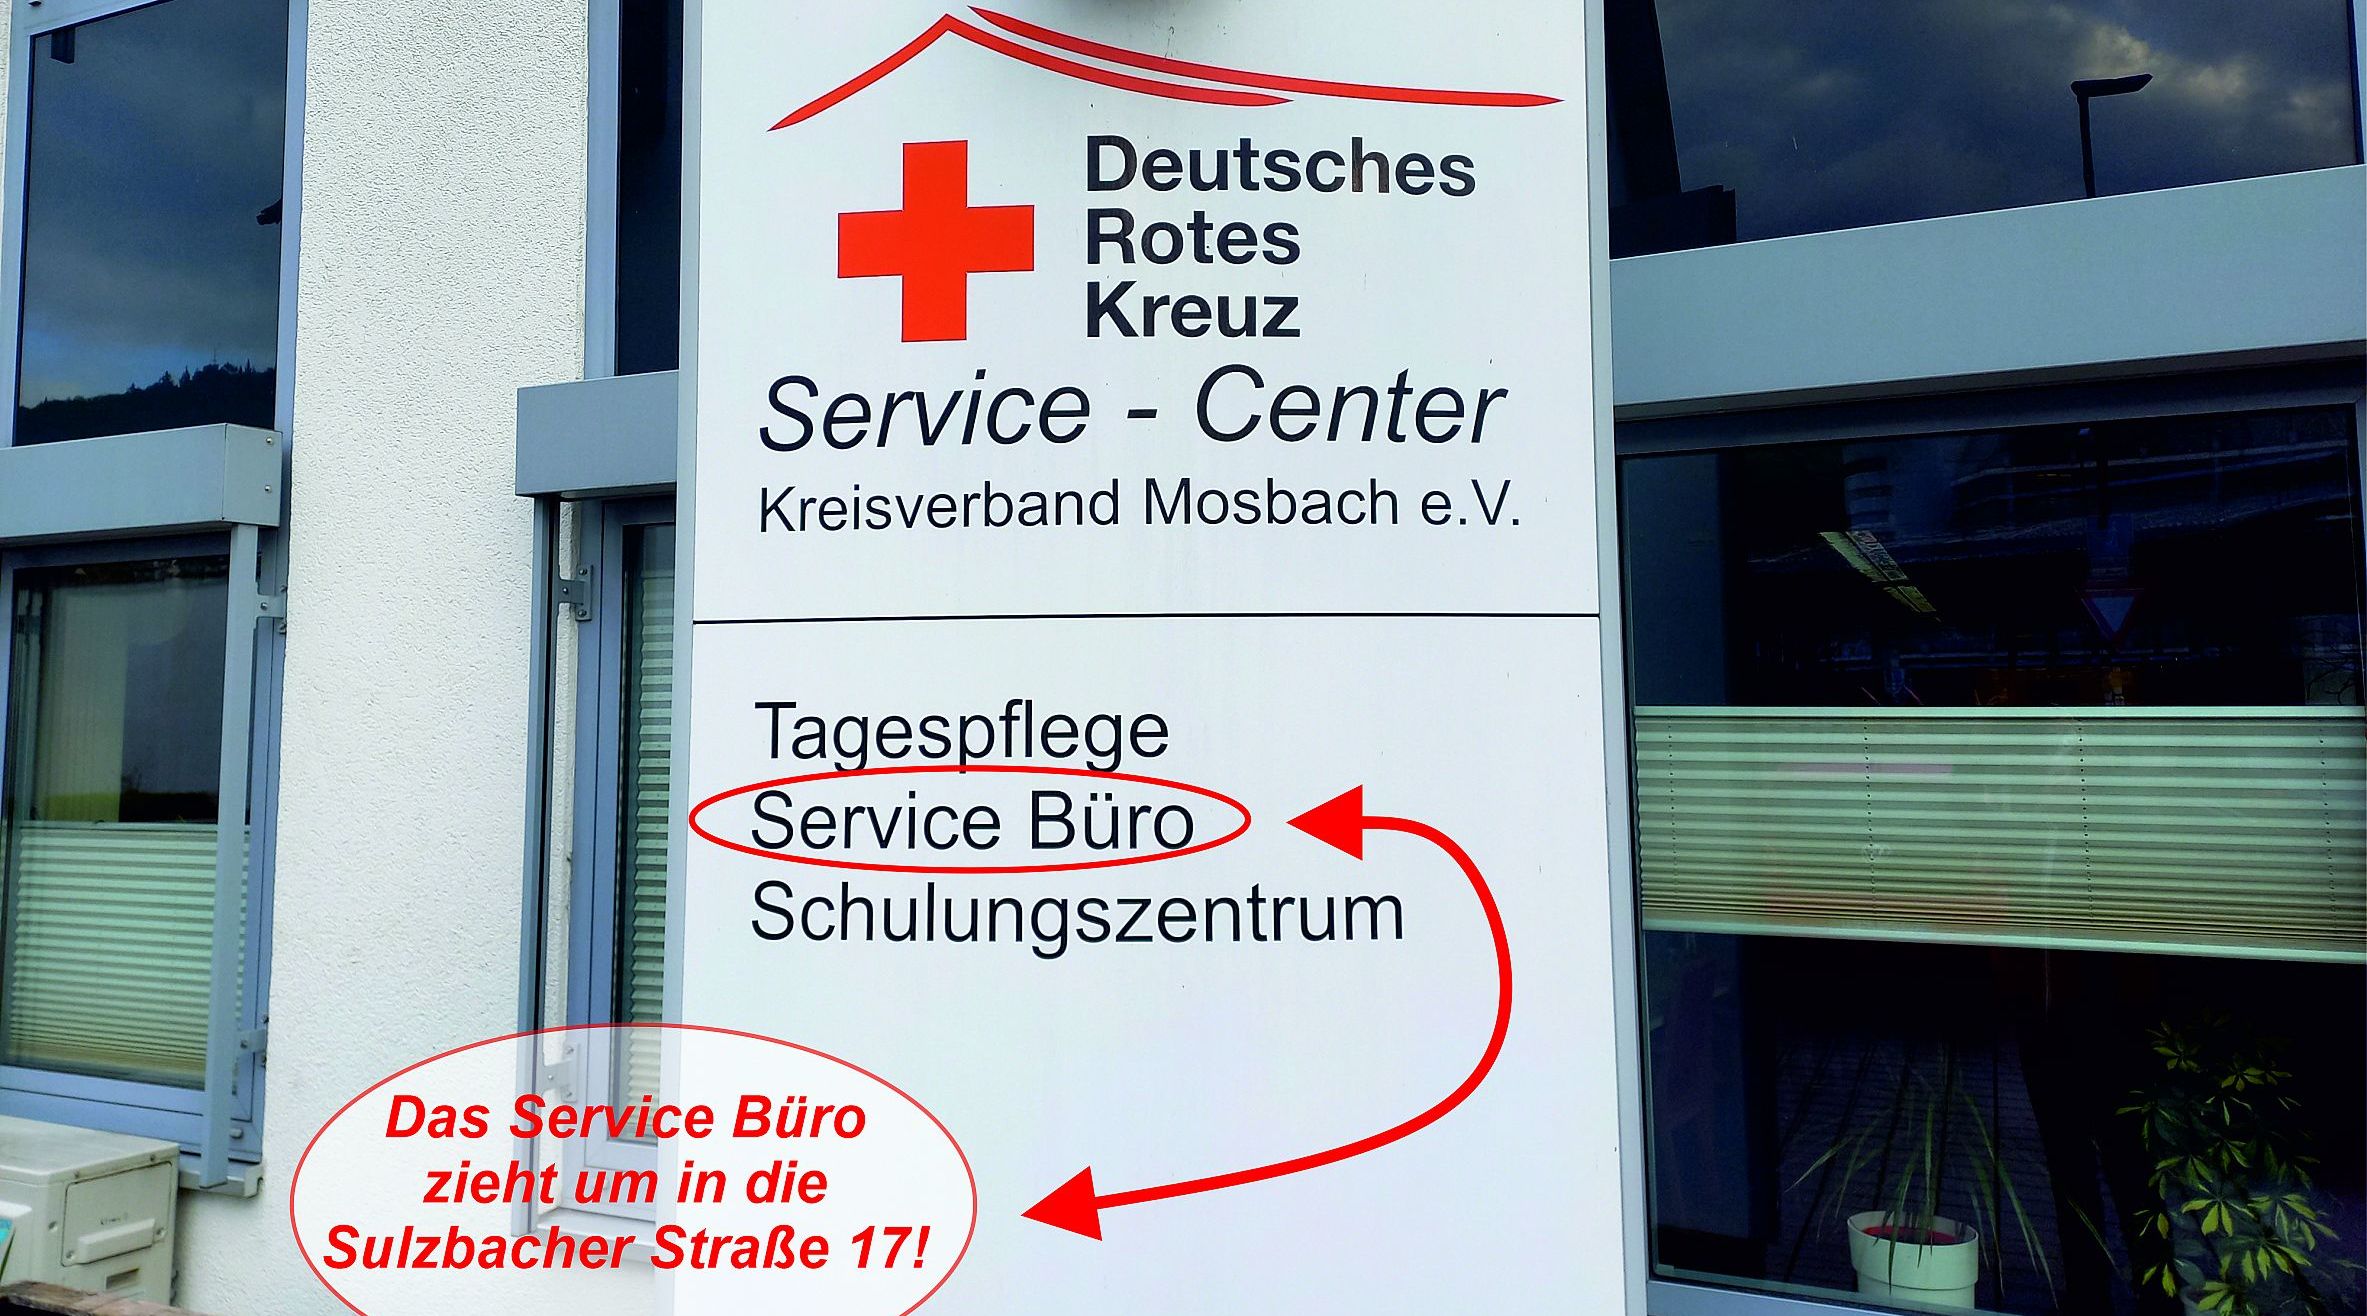 Deutsches
Rotes
Kreuz
Service - Center
Kreisverband Mosbach e.V.
Tagespflege
Service Büro
Schulungszentrum
Das Service Büro
zieht um in die
Sulzbacher Straße 17!